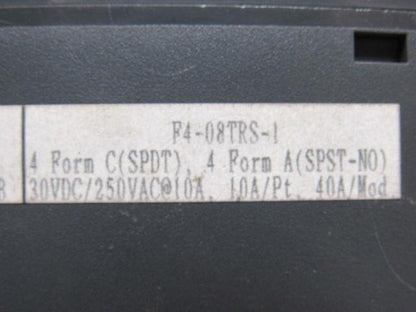 F4-08TRS-1
4 Form C(SPDT), 4 Form A(SPST-NO)
30VDC/250VAC@10A, 10A/Pt, 40A/Mod